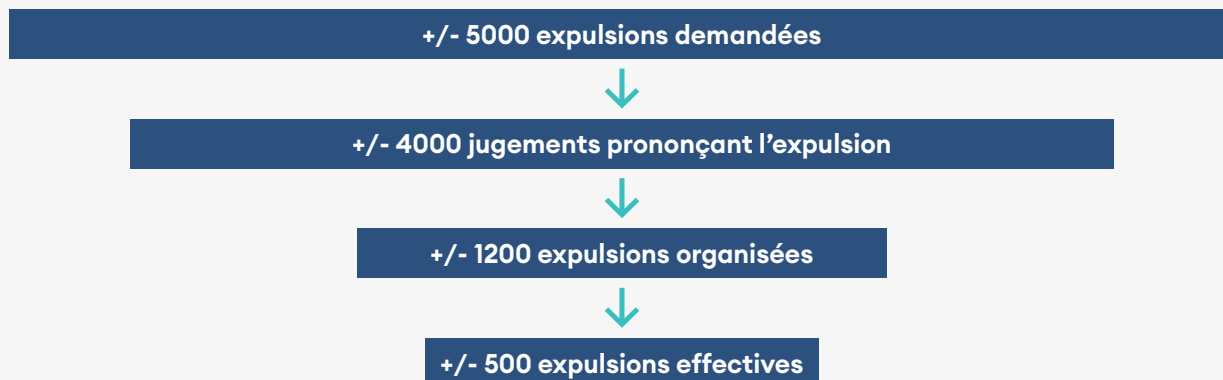 +/- 5000 expulsions demandées
+/- 4000 jugements prononçant l’expulsion
+/- 1200 expulsions organisées
+/- 500 expulsions effectives